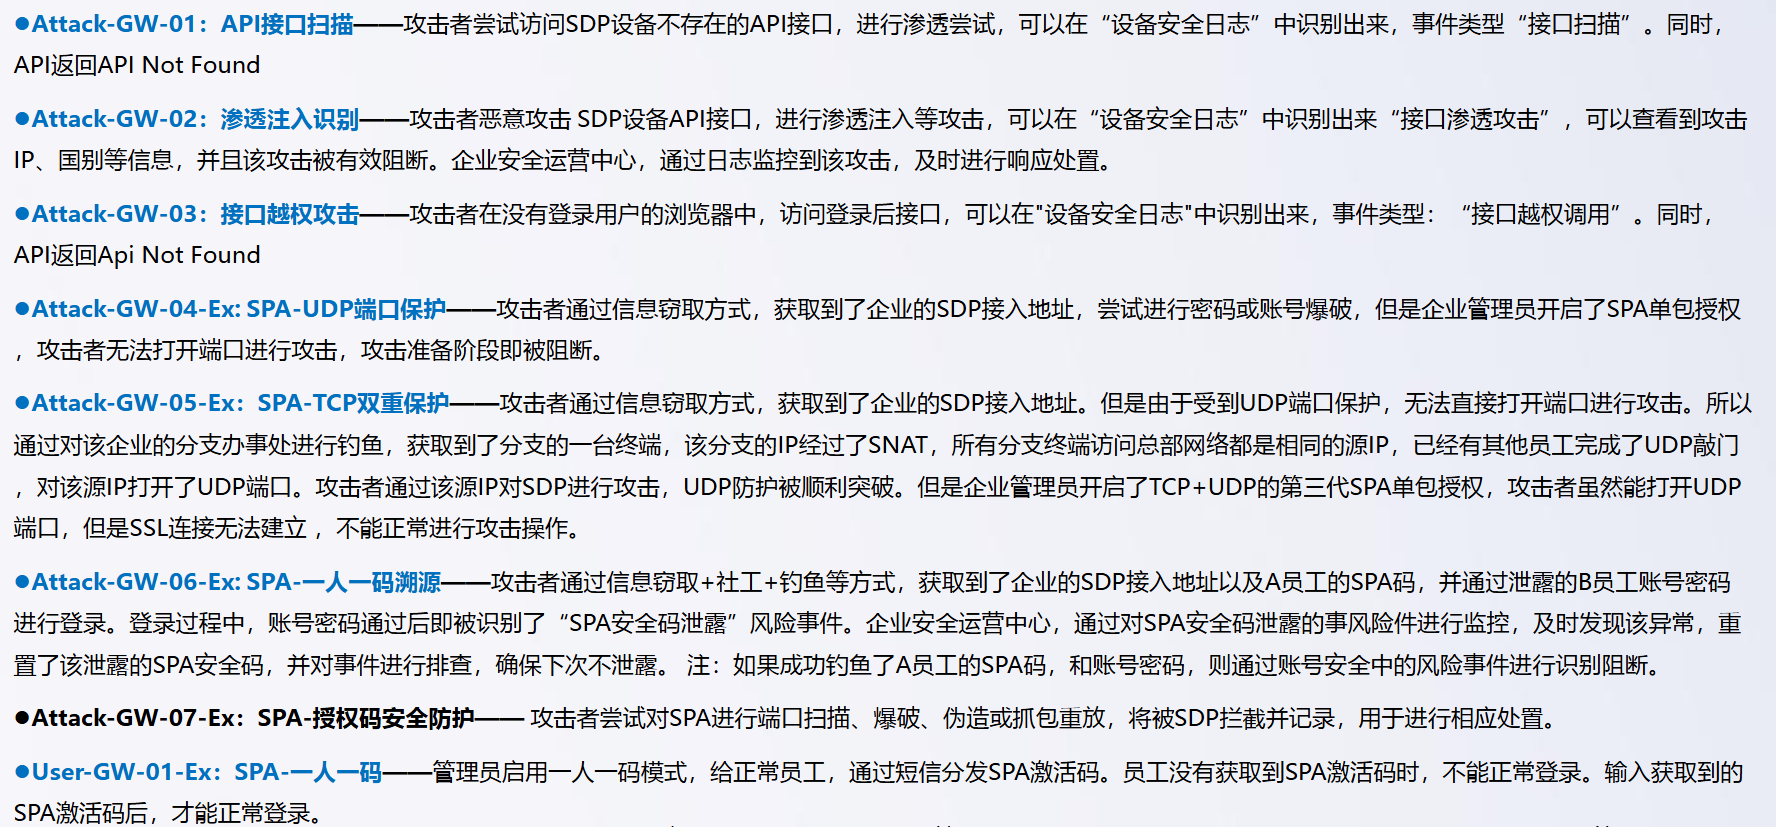 ●Attack-GW-01：API接口扫描——攻击者尝试访问SDP设备不存在的API接口，进行渗透尝试，可以在“设备安全日志”中识别出来，事件类型“接口扫描”。同时，
API返回API Not Found
●Attack-GW-02：渗透注入识别——攻击者恶意攻击 SDP设备API接口，进行渗透注入等攻击，可以在“设备安全日志”中识别出来“接口渗透攻击”，可以查看到攻击
IP、国别等信息，并且该攻击被有效阻断。企业安全运营中心，通过日志监控到该攻击，及时进行响应处置。
●Attack-GW-03：接口越权攻击——攻击者在没有登录用户的浏览器中，访问登录后接口，可以在"设备安全日志"中识别出来，事件类型：“接口越权调用”。同时，
API返回Api Not Found
●Attack-GW-04-Ex: SPA-UDP端口保护——攻击者通过信息窃取方式，获取到了企业的SDP接入地址，尝试进行密码或账号爆破，但是企业管理员开启了SPA单包授权
，攻击者无法打开端口进行攻击，攻击准备阶段即被阻断。
●Attack-GW-05-Ex：SPA-TCP双重保护——攻击者通过信息窃取方式，获取到了企业的SDP接入地址。但是由于受到UDP端口保护，无法直接打开端口进行攻击。所以
通过对该企业的分支办事处进行钓鱼，获取到了分支的一台终端，该分支的IP经过了SNAT，所有分支终端访问总部网络都是相同的源IP，已经有其他员工完成了UDP敲门
，对该源IP打开了UDP端口。攻击者通过该源IP对SDP进行攻击，UDP防护被顺利突破。但是企业管理员开启了TCP+UDP的第三代SPA单包授权，攻击者虽然能打开UDP
端口，但是SSL连接无法建立 ，不能正常进行攻击操作。
●Attack-GW-06-Ex: SPA-一人一码溯源——攻击者通过信息窃取+社工+钓鱼等方式，获取到了企业的SDP接入地址以及A员工的SPA码，并通过泄露的B员工账号密码
进行登录。登录过程中，账号密码通过后即被识别了“SPA安全码泄露”风险事件。企业安全运营中心，通过对SPA安全码泄露的事风险件进行监控，及时发现该异常，重
置了该泄露的SPA安全码，并对事件进行排查，确保下次不泄露。 注：如果成功钓鱼了A员工的SPA码，和账号密码，则通过账号安全中的风险事件进行识别阻断。
●Attack-GW-07-Ex：SPA-授权码安全防护—— 攻击者尝试对SPA进行端口扫描、爆破、伪造或抓包重放，将被SDP拦截并记录，用于进行相应处置。
●User-GW-01-Ex：SPA-一人一码——管理员启用一人一码模式，给正常员工，通过短信分发SPA激活码。员工没有获取到SPA激活码时，不能正常登录。输入获取到的
SPA激活码后，才能正常登录。